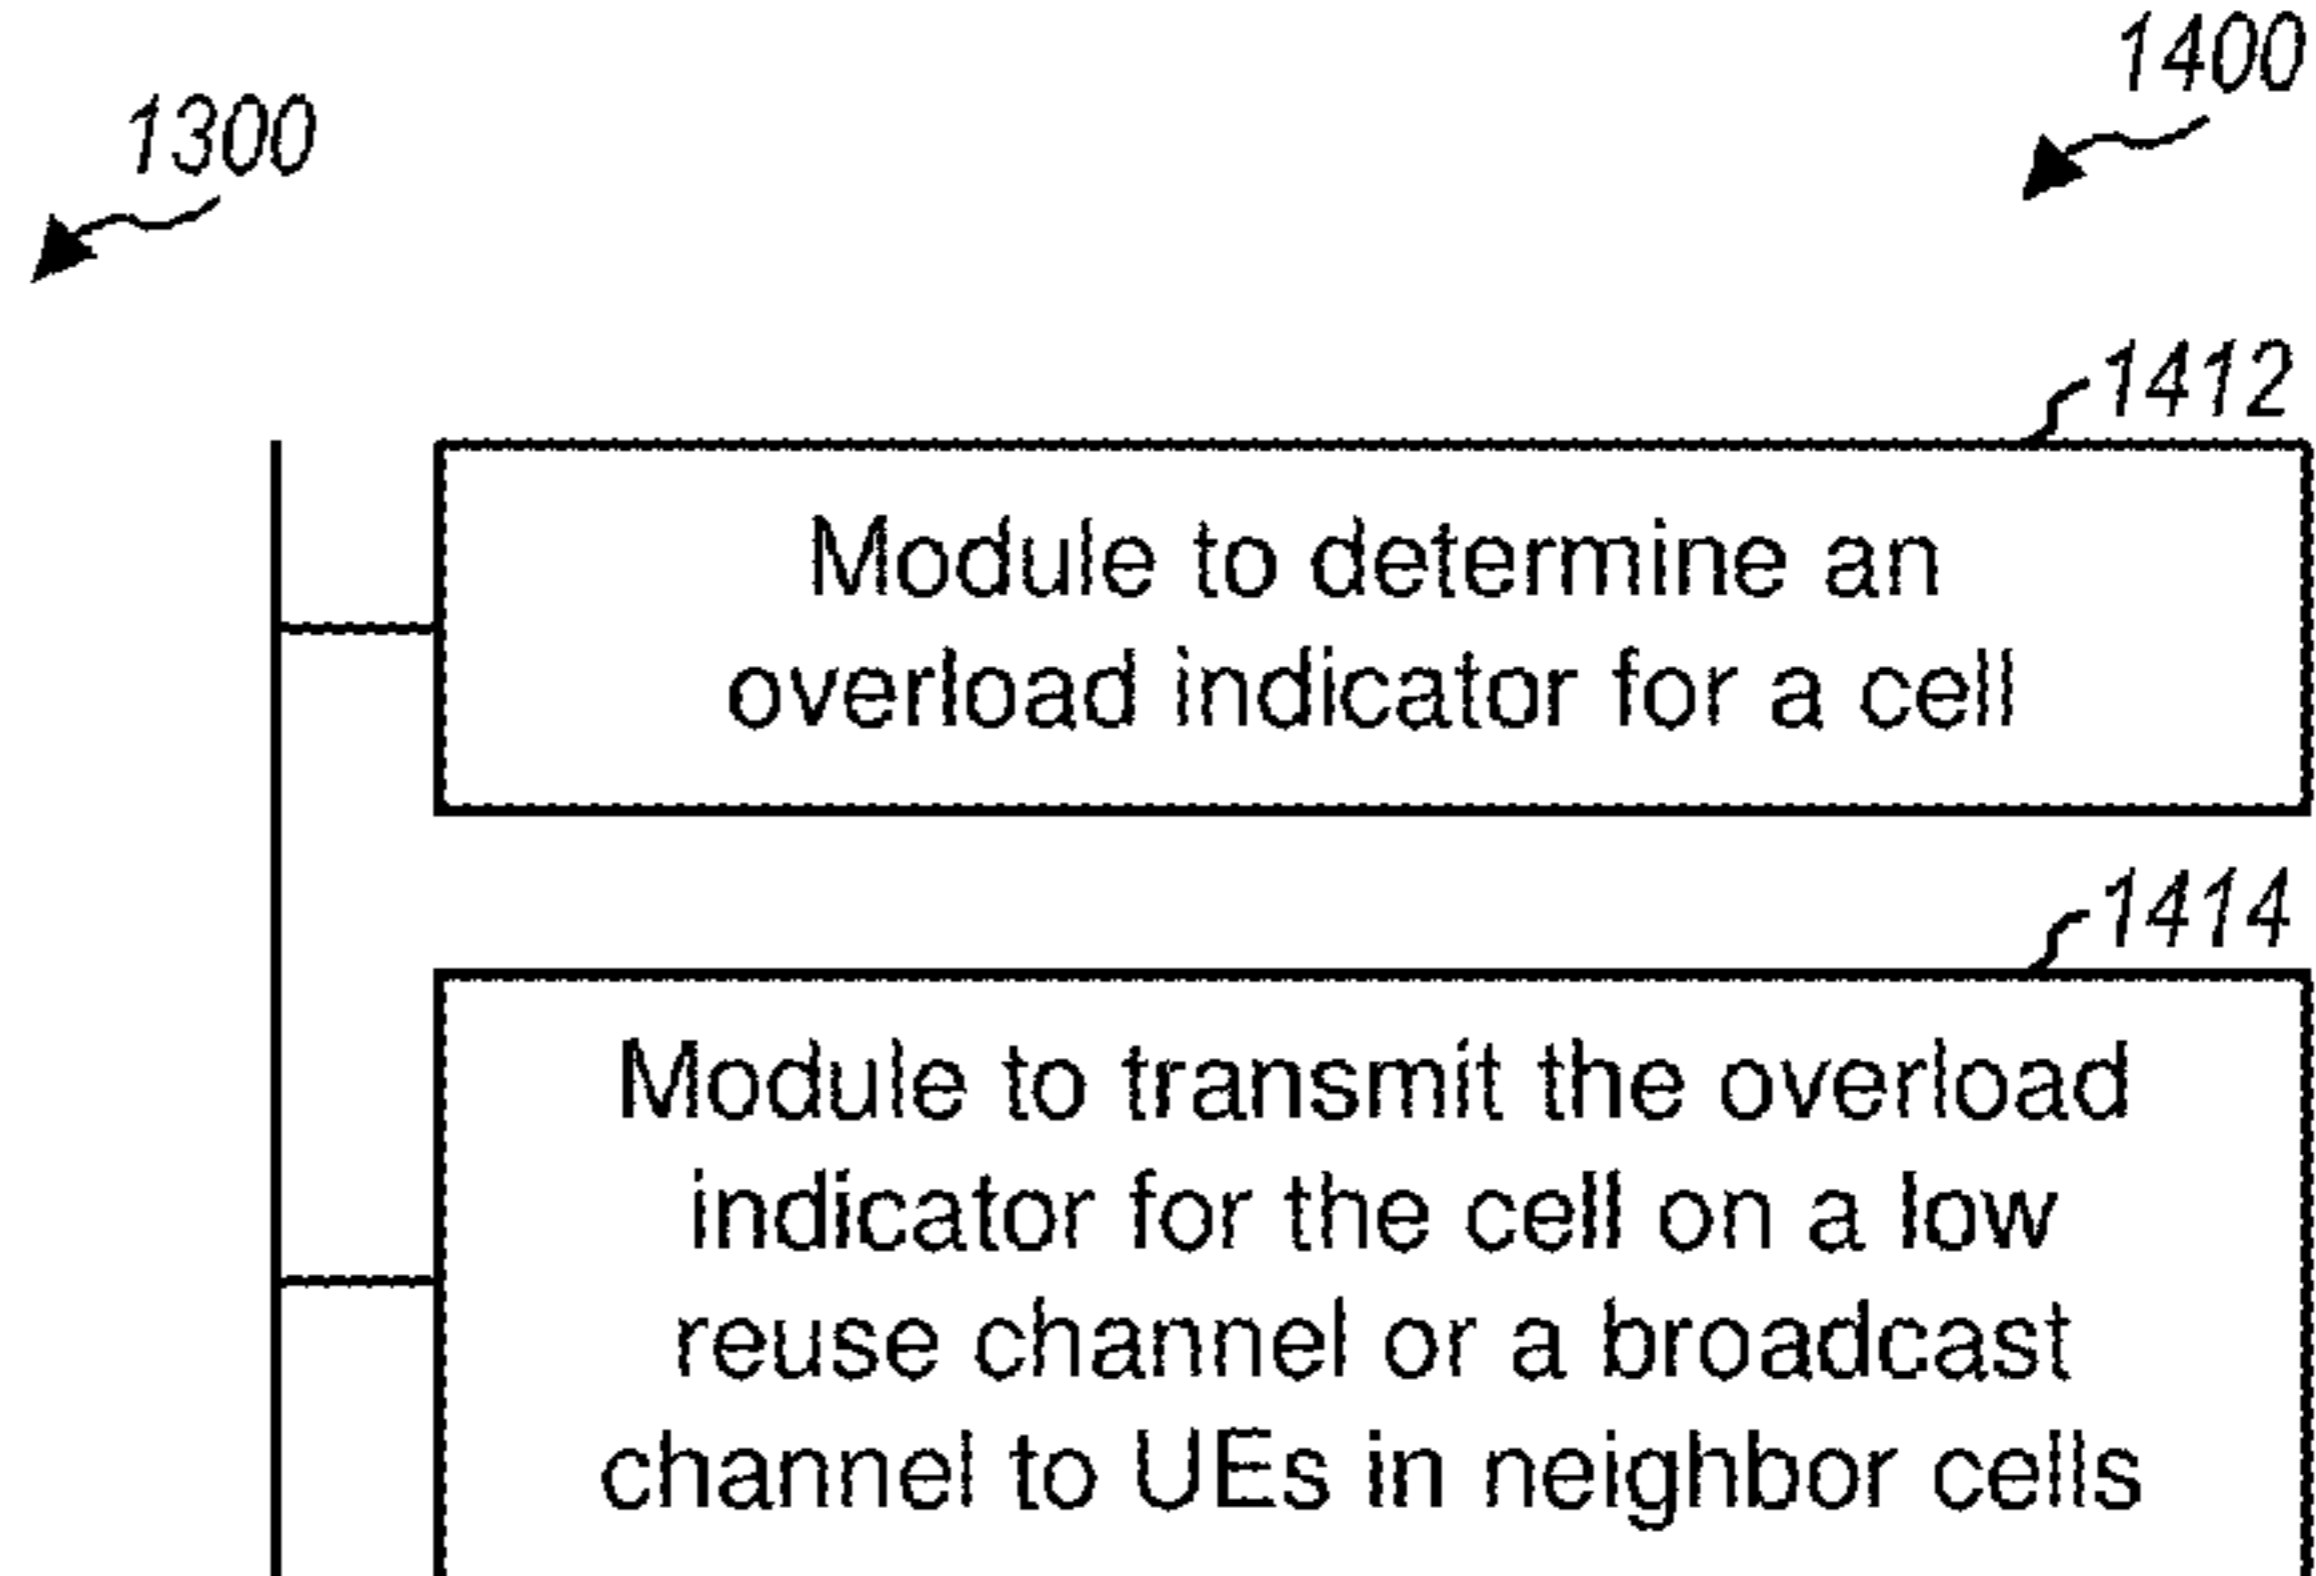 1400
1300
1412
Module to determine an
overload indicator for a cell
1414
Module to transmit the overload
indicator for the cell on a low
reuse channel or a broadcast
channel to UEs in neighbor cells